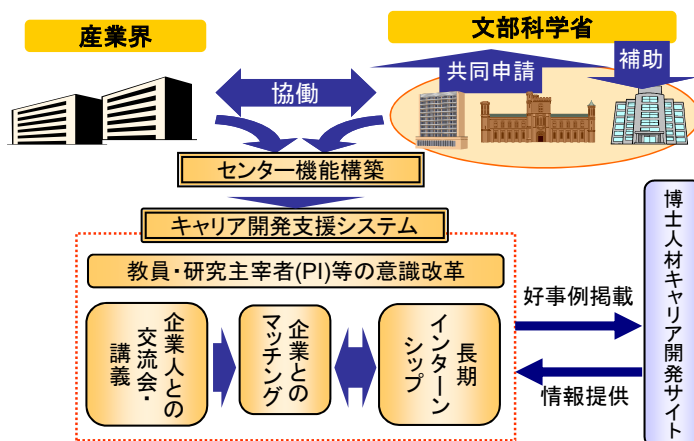 産業界
文部科学省
共同申請
補助
協働
センター機能構築
キャリア開発支援システム
教員・研究主宰者(PI)等の意識改革
企業人との
交流会・
講義
企業との
マッチング
長期
インターン
シップ
好事例掲載
情報提供
博士人材キャリア開発サイト